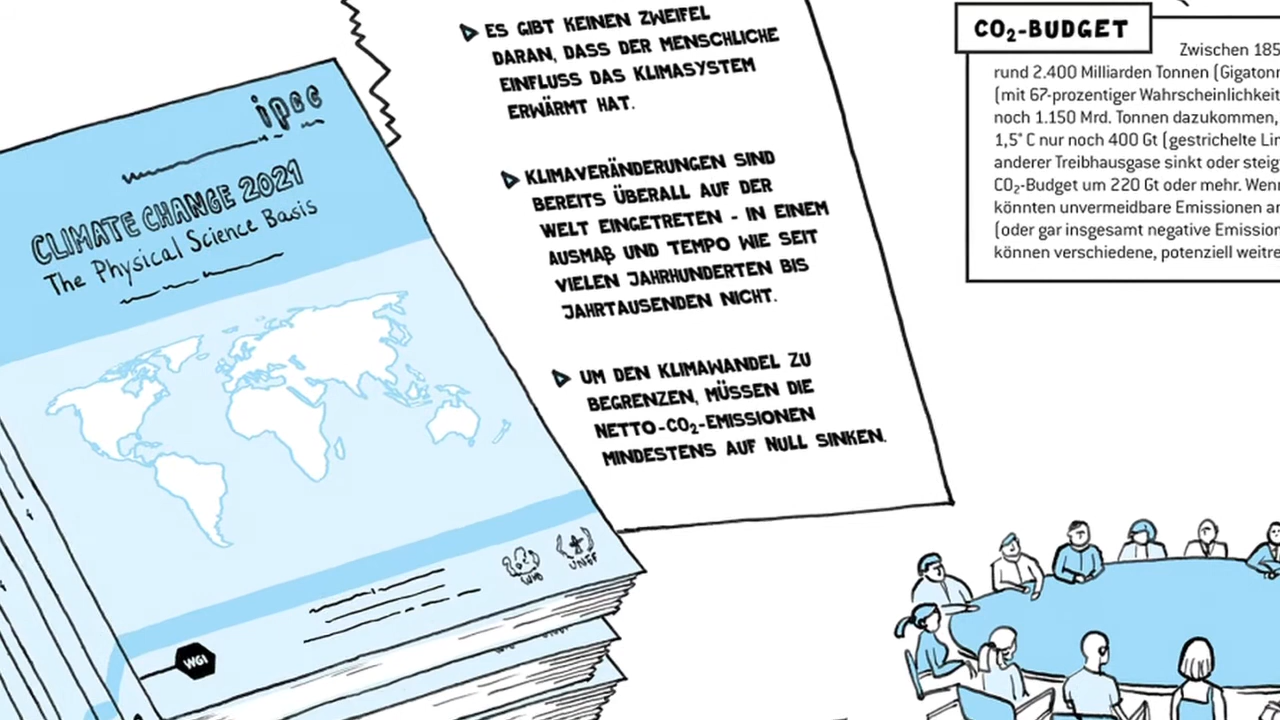 ipcc
CLIMATE CHANGE 2021
The Physical Science Basis
WMO
UNEP
WGI
ES GIBT KEINEN ZWEIFEL
DARAN, DASS DER MENSCHLICHE
EINFLUSS DAS KLIMASYSTEM
ERWÄRMT HAT.
KLIMAVERÄNDERUNGEN SIND
BEREITS ÜBERALL AUF DER
WELT EINGETRETEN - IN EINEM
AUSMAß UND TEMPO WIE SEIT
VIELEN JAHRHUNDERTEN BIS
JAHRTAUSENDEN NICHT.
UM DEN KLIMAWANDEL ZU
BEGRENZEN, MÜSSEN DIE
NETTO-CO₂-EMISSIONEN
MINDESTENS AUF NULL SINKEN.
CO₂-BUDGET
Zwischen 185
rund 2.400 Milliarden Tonnen (Gigatonn
(mit 67-prozentiger Wahrscheinlichkeit
noch 1.150 Mrd. Tonnen dazukommen,
1,5° C nur noch 400 Gt (gestrichelte Lin
anderer Treibhausgase sinkt oder steig
CO₂-Budget um 220 Gt oder mehr. Wenn
könnten unvermeidbare Emissionen an
(oder gar insgesamt negative Emission
können verschiedene, potenziell weitre